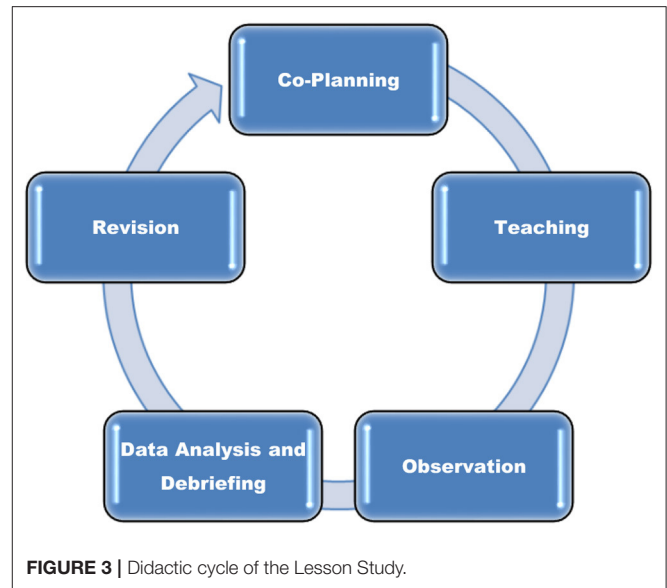 Co-Planning
Teaching
Observation
Data Analysis and
Debriefing
Revision
FIGURE 3 | Didactic cycle of the Lesson Study.